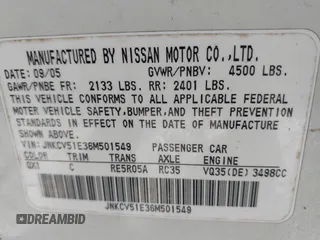 MANUFACTURED BY NISSAN MOTOR CO.,LTD.
DATE: 09/05 GVWR/PNBV: 4500 LBS.
GAWR/PNBE FR: 2133 LBS. RR: 2401 LBS.
THIS VEHICLE CONFORMS TO ALL APPLICABLE FEDERAL
MOTOR VEHICLE SAFETY,BUMPER,AND THEFT PREVENTION
STANDARDS IN EFFECT ON THE DATE OF MANUFACTURE
SHOWN ABOVE.
VIN: JNKCV51E36M501549 PASSENGER CAR
COLOR TRIM TRANS AXLE ENGINE
QX1 C RE5R05A RC35 VQ35(DE) 3498CC
JNKCV51E36M501549
DREAMBID